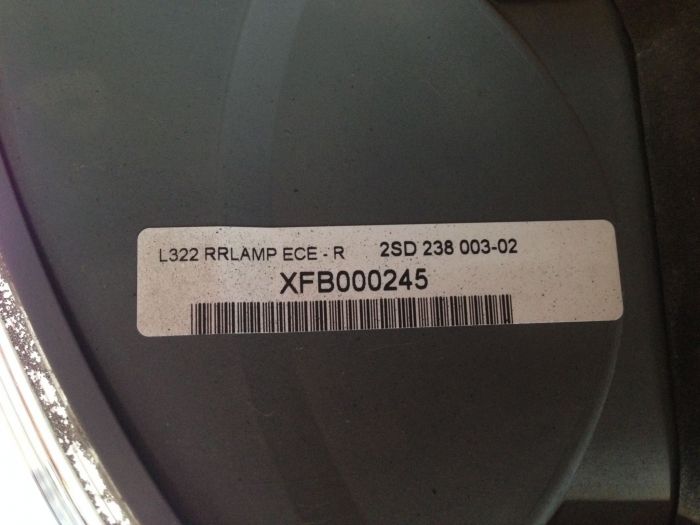 L322 RRLAMP ECE - R 2SD 238 003-02
XFB000245